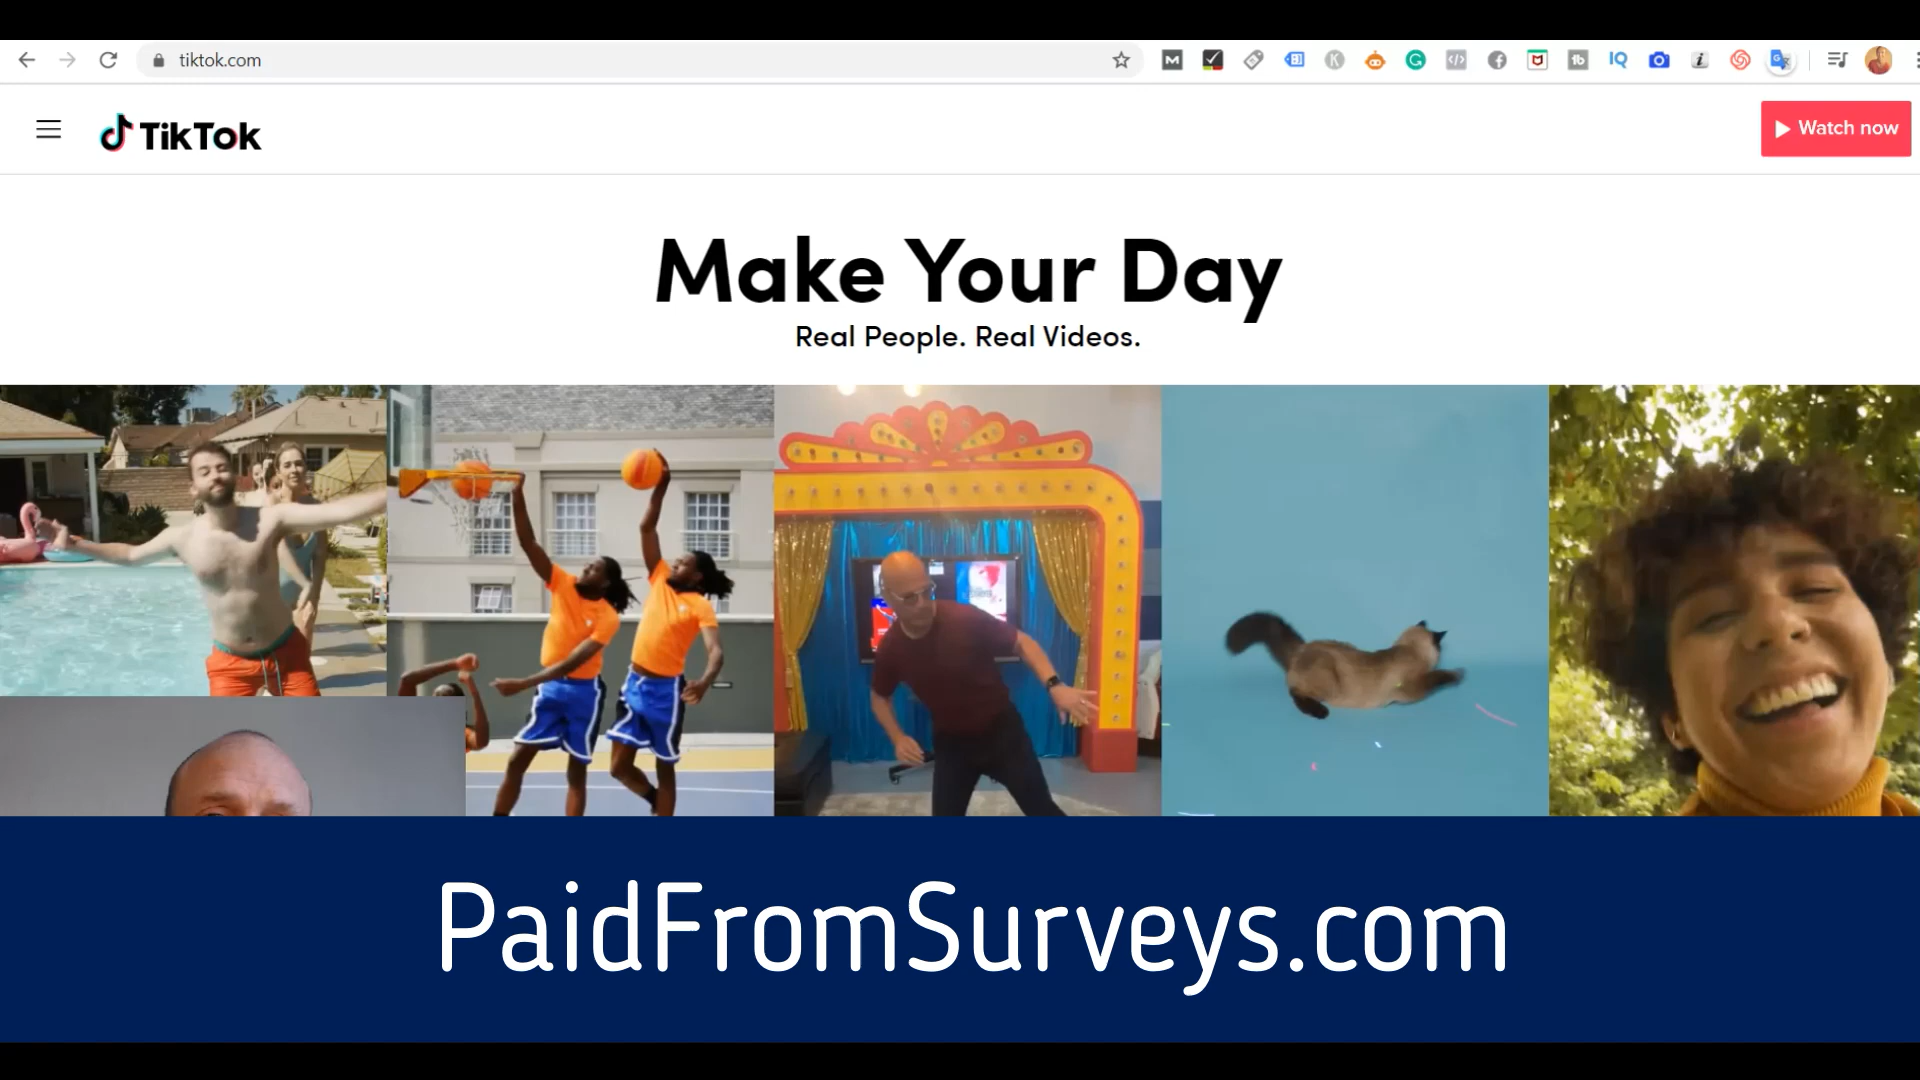 tiktok.com
TikTok
Watch now
Make Your Day
Real People. Real Videos.
PaidFromSurveys.com